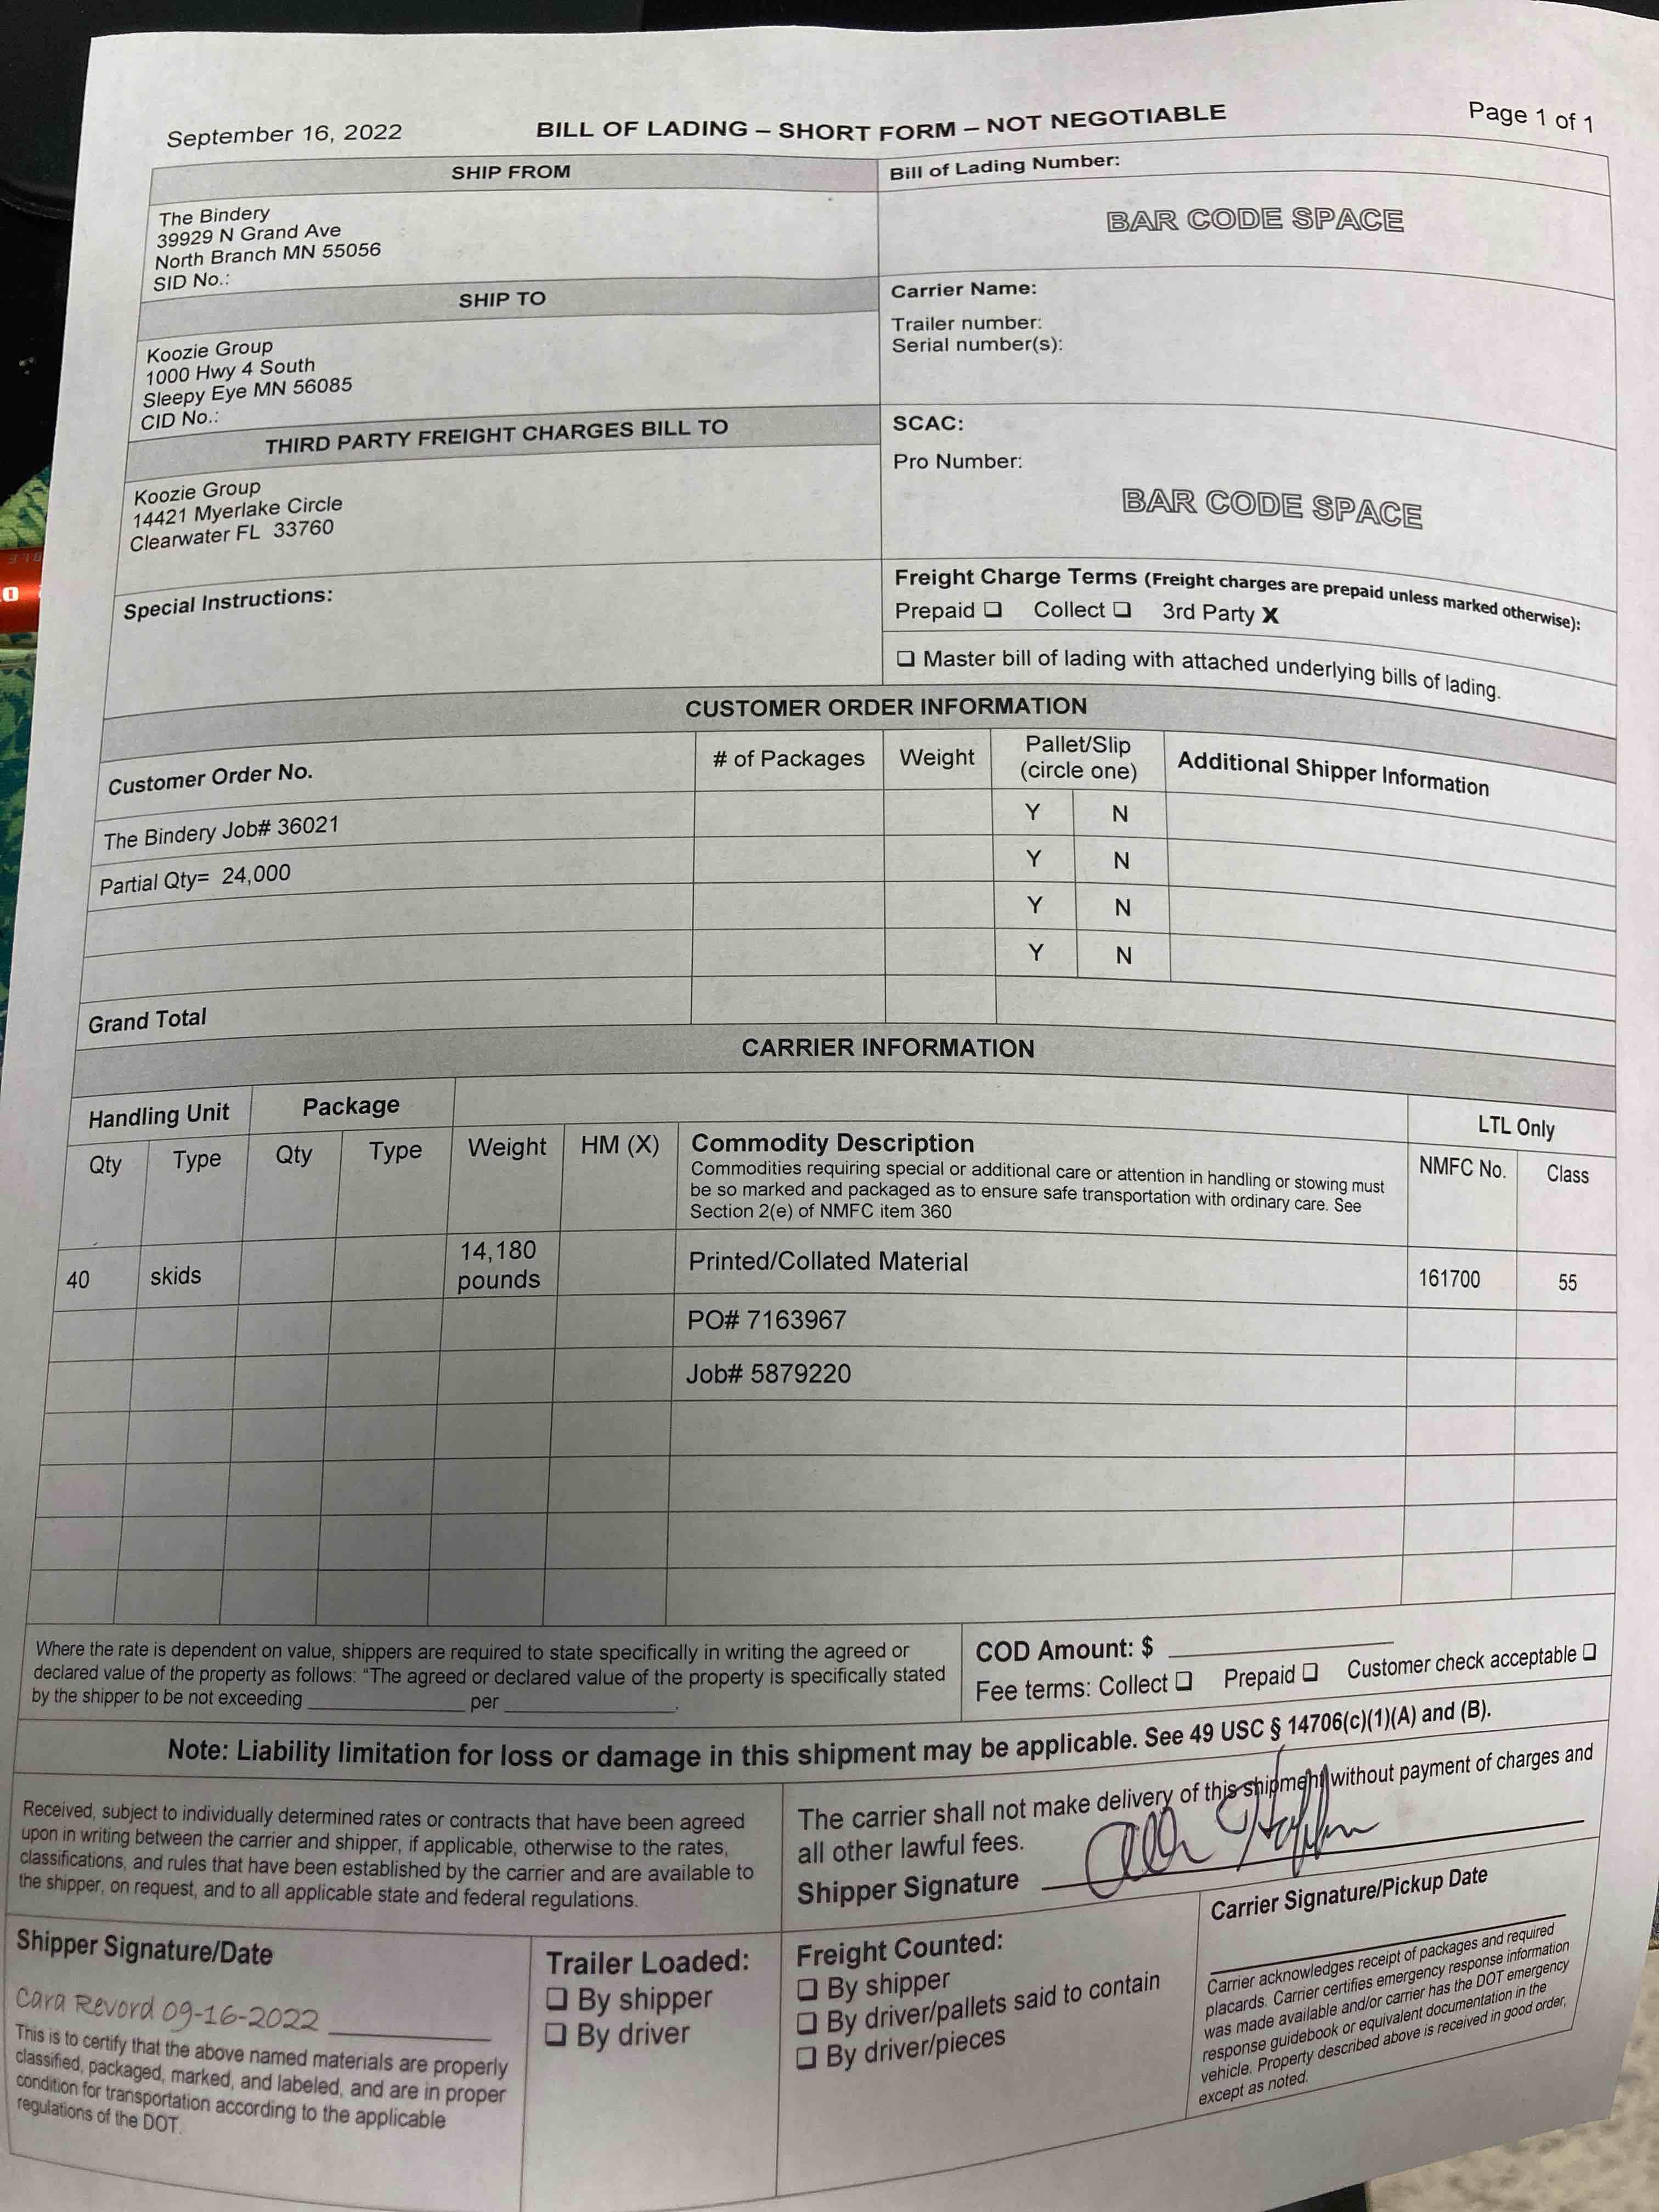 September 16, 2022
BILL OF LADING – SHORT FORM – NOT NEGOTIABLE
Page 1 of 1
SHIP FROM
The Bindery
39929 N Grand Ave
North Branch MN 55056
SID No.:
Bill of Lading Number:
BAR CODE SPACE
SHIP TO
Koozie Group
1000 Hwy 4 South
Sleepy Eye MN 56085
CID No.:
Carrier Name:
Trailer number:
Serial number(s):
THIRD PARTY FREIGHT CHARGES BILL TO
Koozie Group
14421 Myerlake Circle
Clearwater FL 33760
SCAC:
Pro Number:
BAR CODE SPACE
Special Instructions:
Freight Charge Terms (Freight charges are prepaid unless marked otherwise):
Prepaid ❑ Collect ❑ 3rd Party X
❑ Master bill of lading with attached underlying bills of lading.
CUSTOMER ORDER INFORMATION
Customer Order No. # of Packages Weight Pallet/Slip (circle one) Additional Shipper Information
The Bindery Job# 36021 Y N
Partial Qty= 24,000 Y N
Y N
Y N
Grand Total
CARRIER INFORMATION
Handling Unit Package LTL Only
Qty Type Qty Type Weight HM (X) Commodity Description NMFC No. Class
Commodities requiring special or additional care or attention in handling or stowing must
be so marked and packaged as to ensure safe transportation with ordinary care. See
Section 2(e) of NMFC item 360
40 skids 14,180 pounds Printed/Collated Material 161700 55
PO# 7163967
Job# 5879220
Where the rate is dependent on value, shippers are required to state specifically in writing the agreed or
declared value of the property as follows: "The agreed or declared value of the property is specifically stated
by the shipper to be not exceeding ______ per ______.
COD Amount: $ ______
Fee terms: Collect ❑ Prepaid ❑ Customer check acceptable ❑
Note: Liability limitation for loss or damage in this shipment may be applicable. See 49 USC § 14706(c)(1)(A) and (B).
Received, subject to individually determined rates or contracts that have been agreed
upon in writing between the carrier and shipper, if applicable, otherwise to the rates,
classifications, and rules that have been established by the carrier and are available to
the shipper, on request, and to all applicable state and federal regulations.
The carrier shall not make delivery of this shipment without payment of charges and
all other lawful fees.
Shipper Signature
Shipper Signature/Date
Cara Revord 09-16-2022
This is to certify that the above named materials are properly
classified, packaged, marked, and labeled, and are in proper
condition for transportation according to the applicable
regulations of the DOT.
Trailer Loaded:
❑ By shipper
❑ By driver
Freight Counted:
❑ By shipper
❑ By driver/pallets said to contain
❑ By driver/pieces
Carrier Signature/Pickup Date
Carrier acknowledges receipt of packages and required
placards. Carrier certifies emergency response information
was made available and/or carrier has the DOT emergency
response guidebook or equivalent documentation in the
vehicle. Property described above is received in good order,
except as noted.